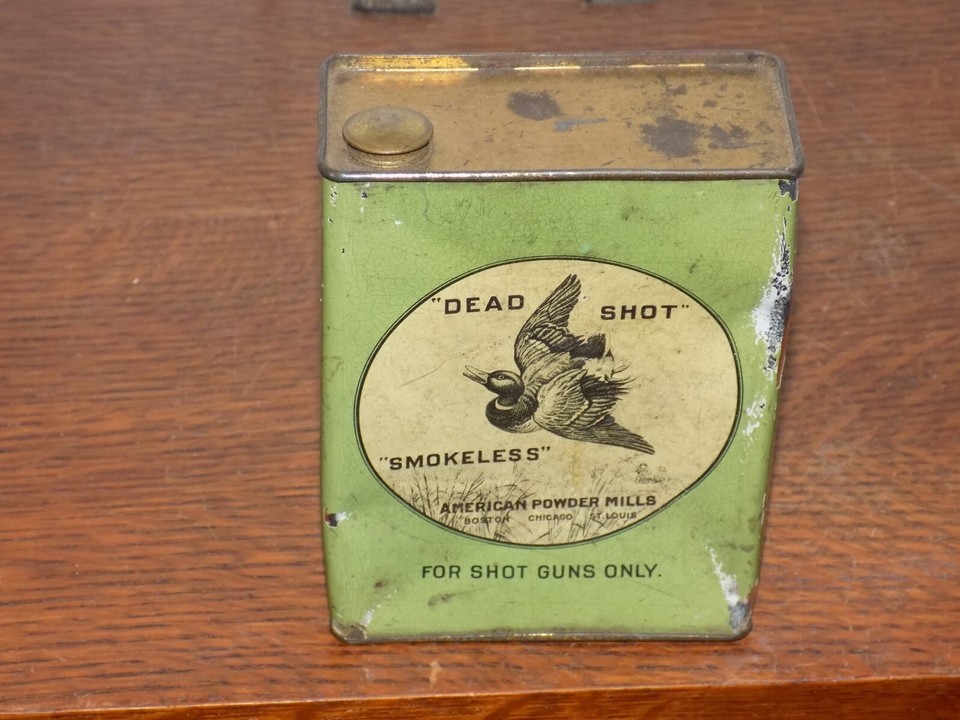 "DEAD SHOT"
"SMOKELESS"
AMERICAN POWDER MILLS
BOSTON CHICAGO ST. LOUIS
FOR SHOT GUNS ONLY.